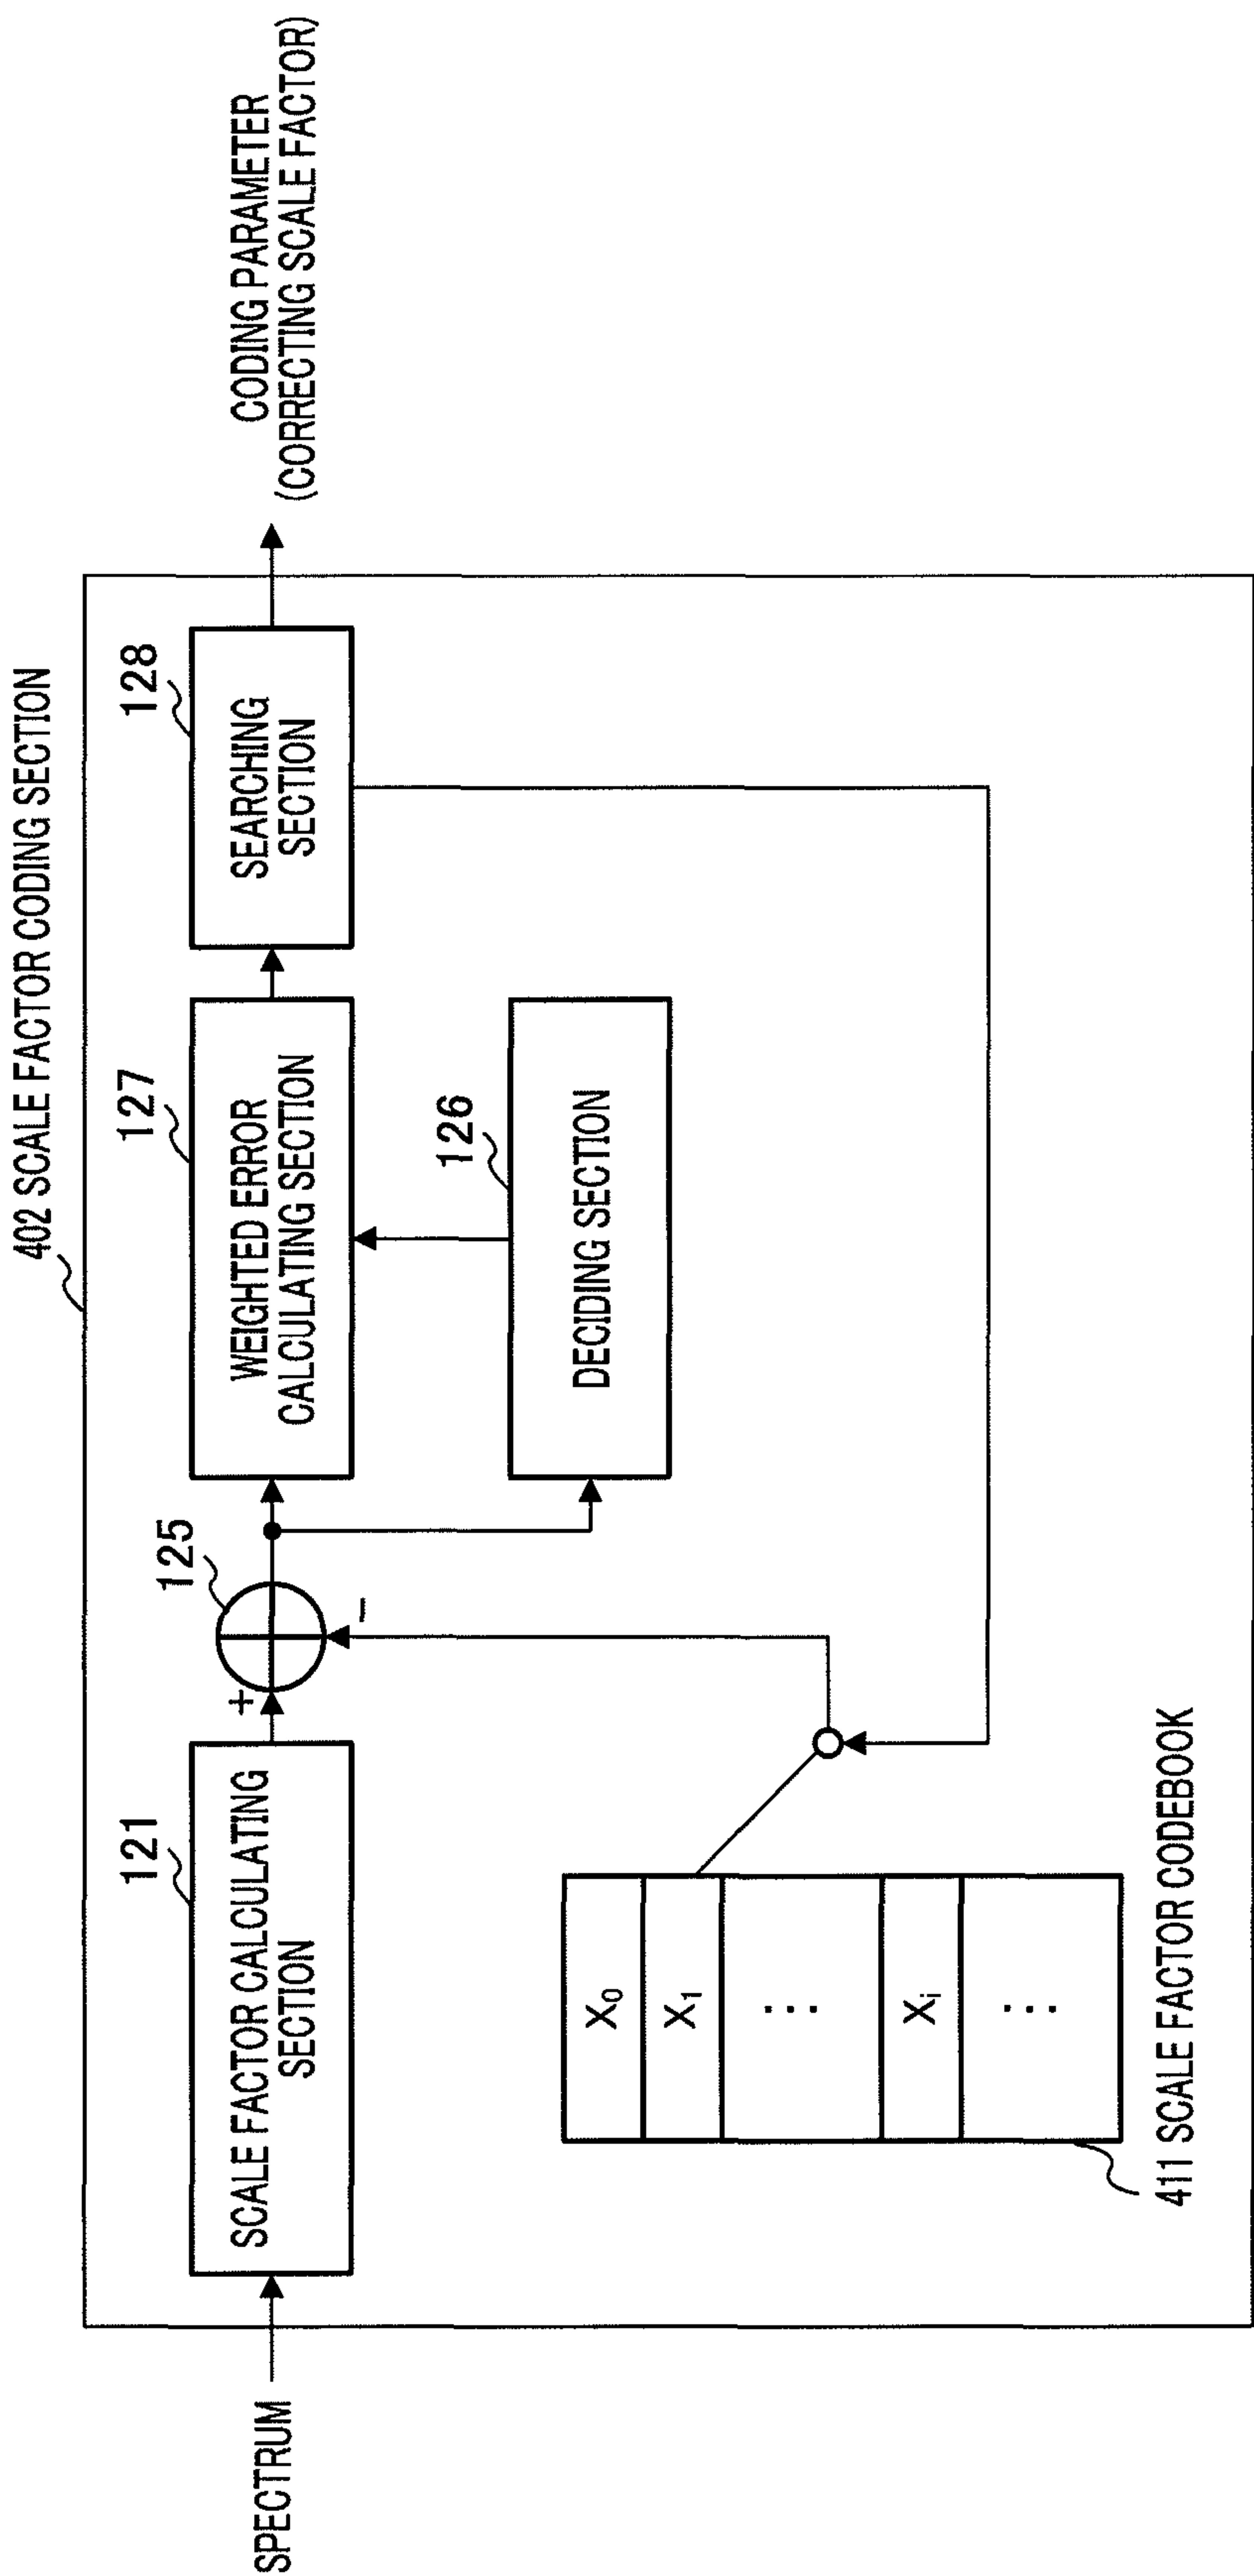 402 SCALE FACTOR CODING SECTION
SPECTRUM
121
SCALE FACTOR CALCULATING
SECTION
+
125
-
127
WEIGHTED ERROR
CALCULATING SECTION
126
DECIDING SECTION
128
SEARCHING
SECTION
CODING PARAMETER
(CORRECTING SCALE FACTOR)
X0
X1
...
Xi
...
411 SCALE FACTOR CODEBOOK